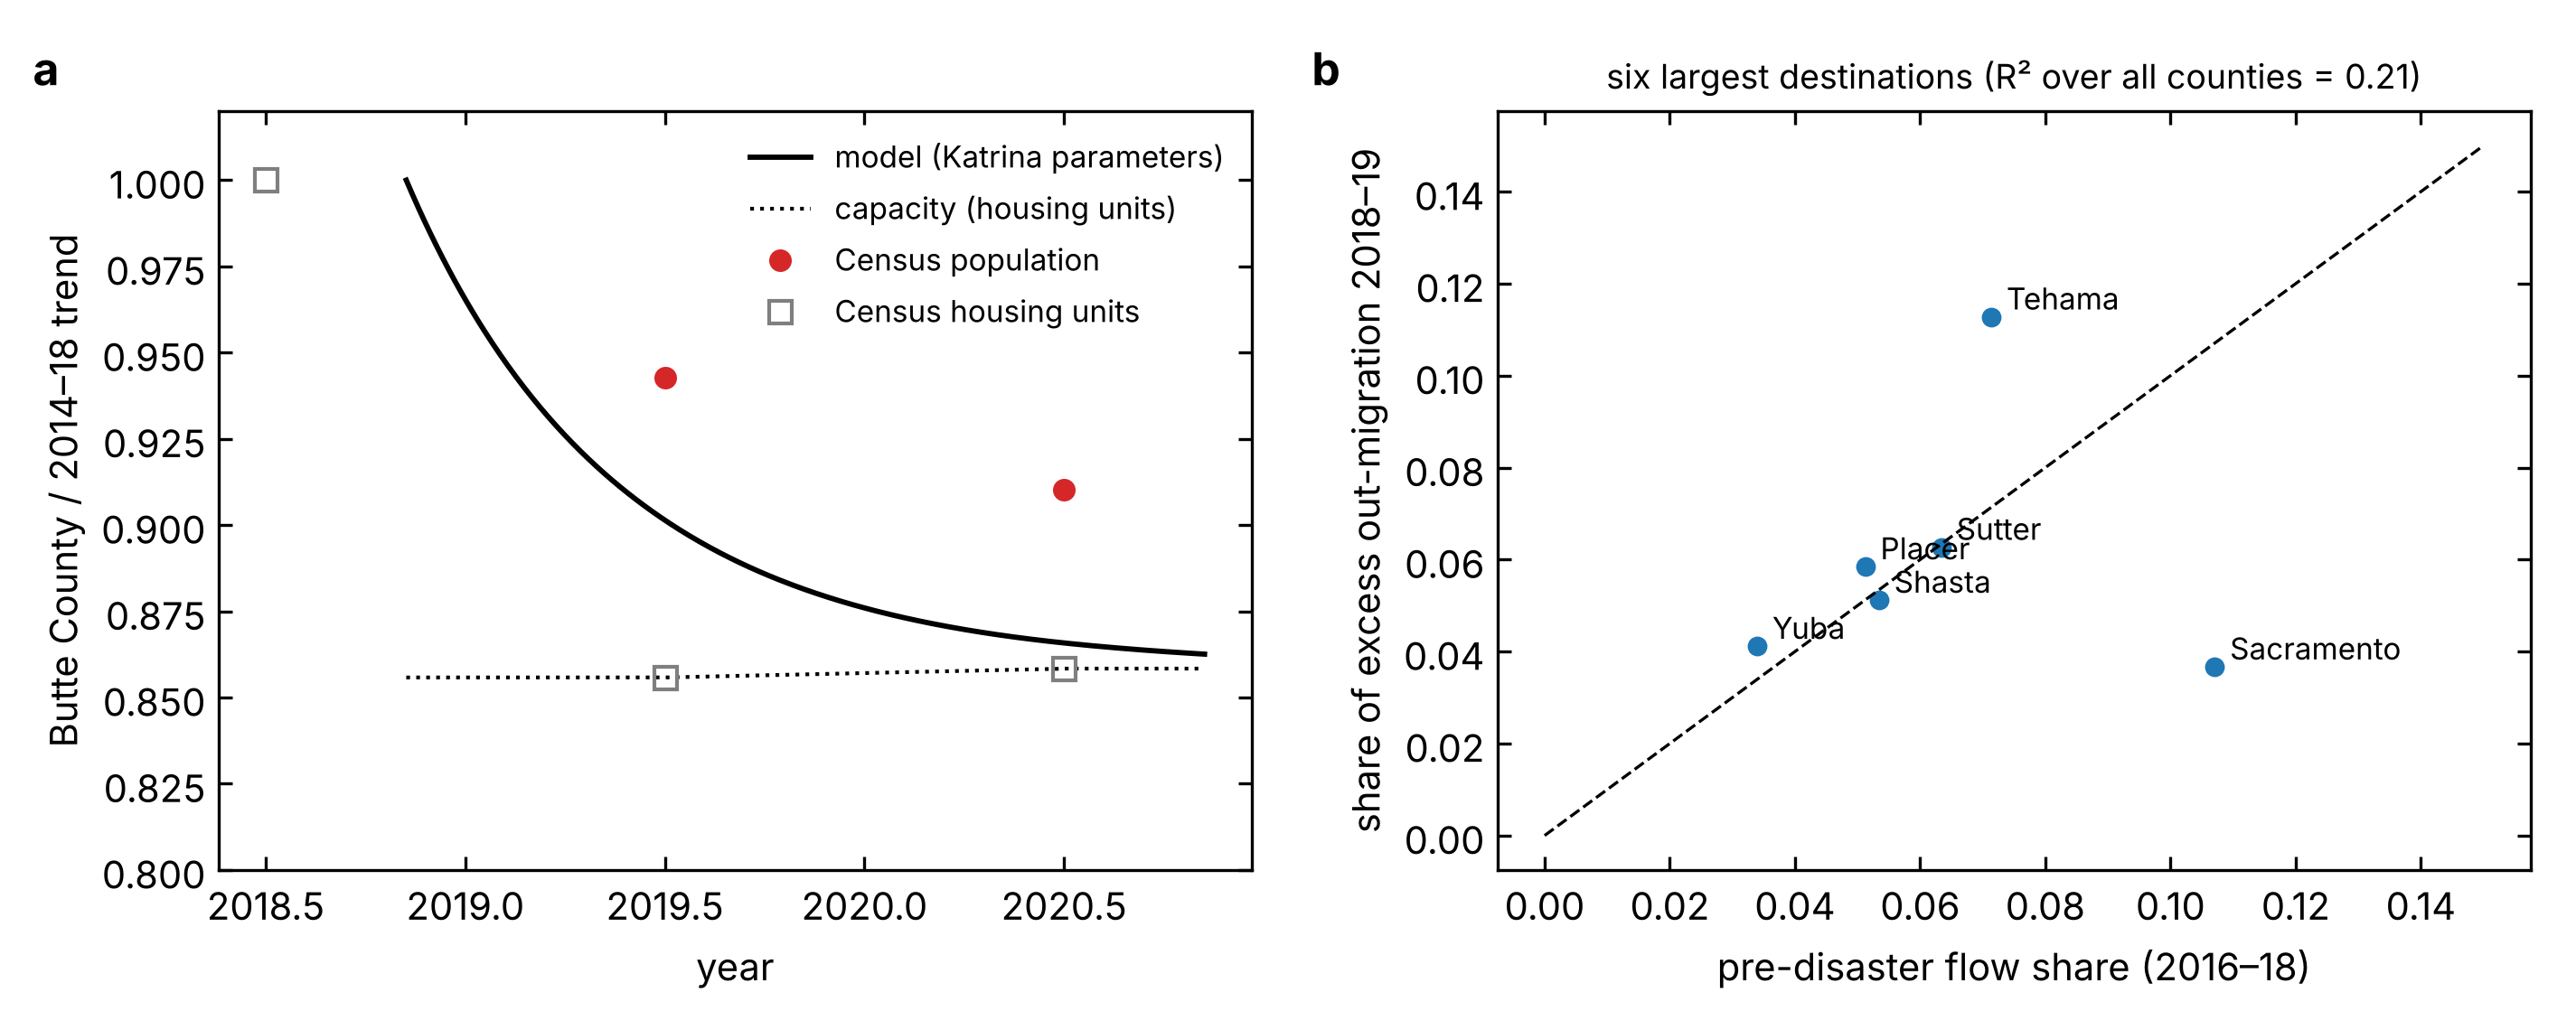 a
1.000
0.975
0.950
0.925
0.900
0.875
0.850
0.825
0.800
Butte County / 2014–18 trend
2018.5 2019.0 2019.5 2020.0 2020.5
year
model (Katrina parameters)
capacity (housing units)
Census population
Census housing units
b
six largest destinations (R² over all counties = 0.21)
0.14
0.12
0.10
0.08
0.06
0.04
0.02
0.00
share of excess out-migration 2018–19
0.00 0.02 0.04 0.06 0.08 0.10 0.12 0.14
pre-disaster flow share (2016–18)
Tehama
Sutter
Placer
Shasta
Yuba
Sacramento